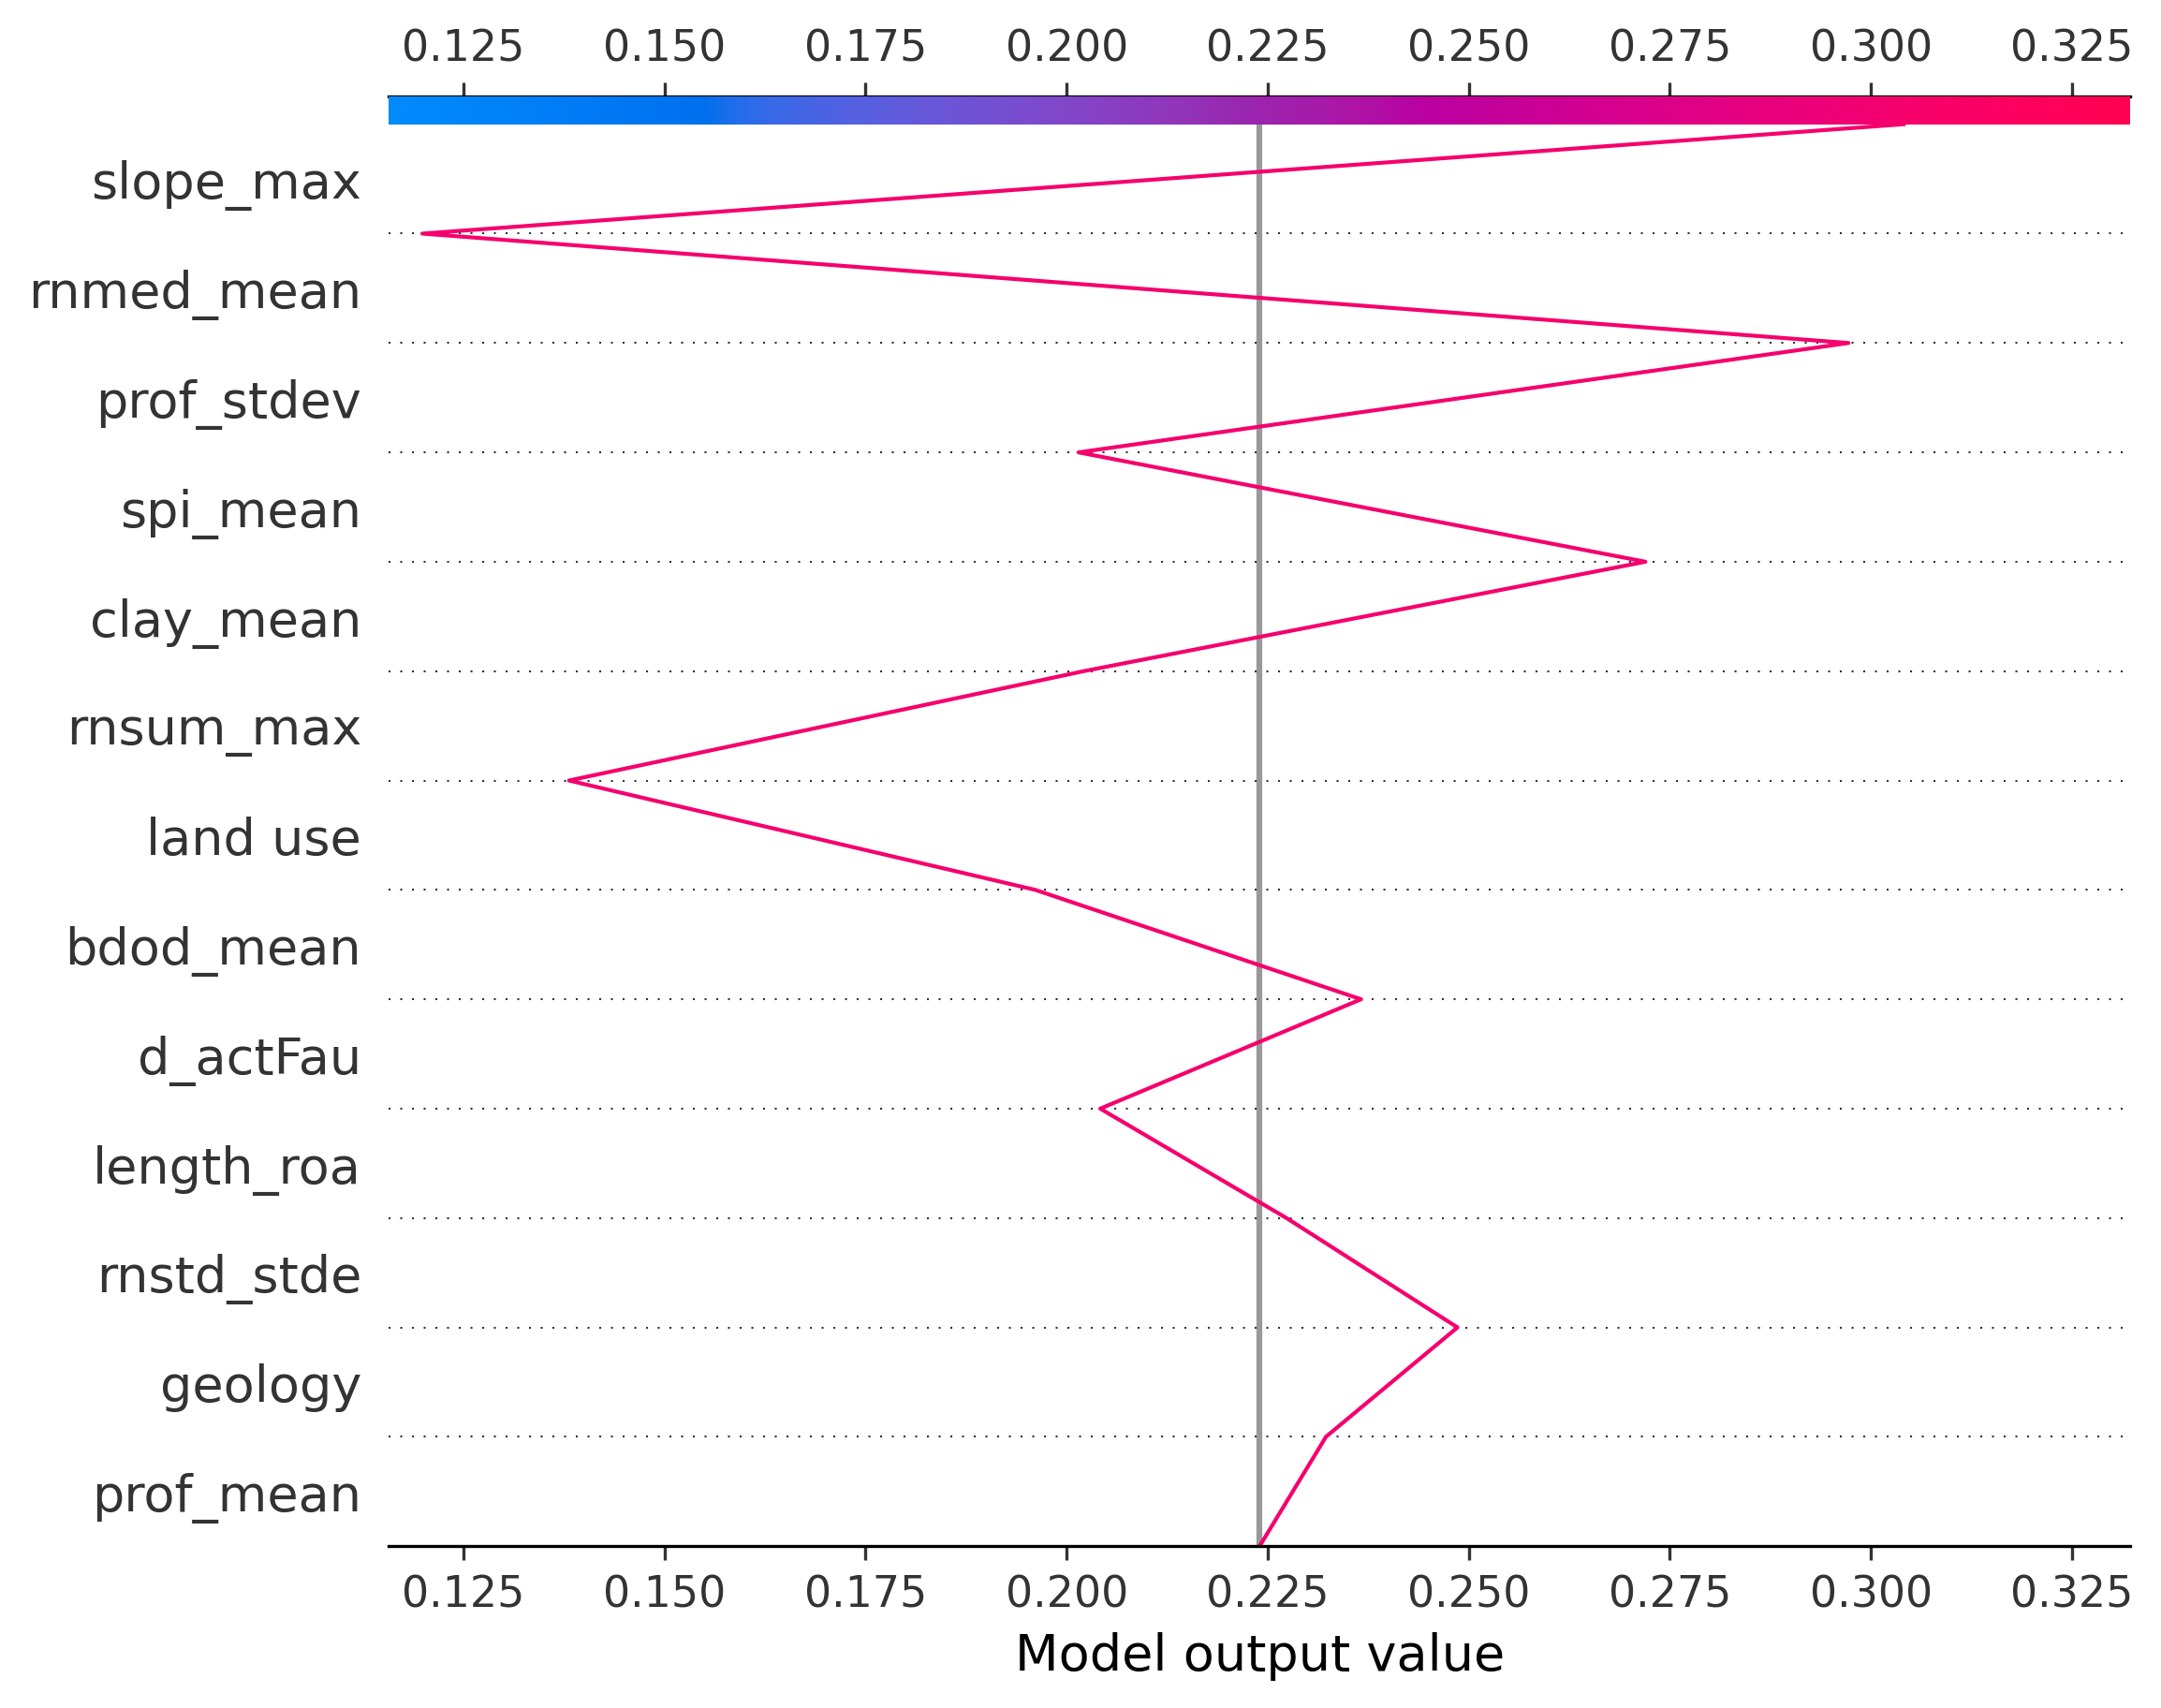 0.125 0.150 0.175 0.200 0.225 0.250 0.275 0.300 0.325
slope_max
rnmed_mean
prof_stdev
spi_mean
clay_mean
rnsum_max
land use
bdod_mean
d_actFau
length_roa
rnstd_stde
geology
prof_mean
0.125 0.150 0.175 0.200 0.225 0.250 0.275 0.300 0.325
Model output value